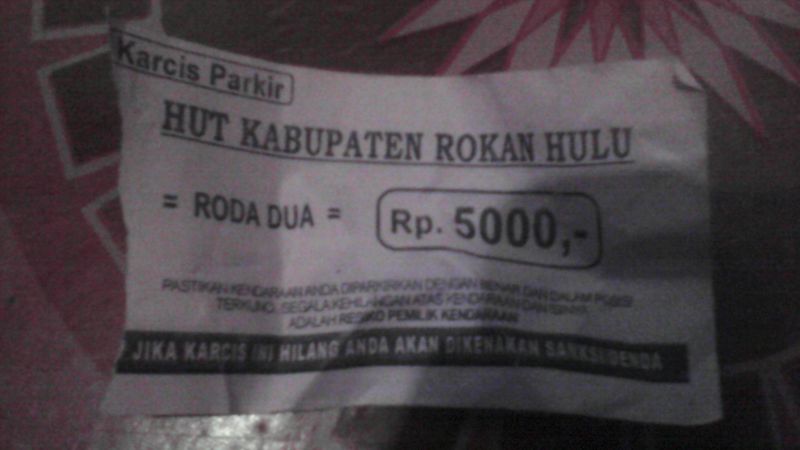 Karcis Parkir
HUT KABUPATEN ROKAN HULU
= RODA DUA = Rp. 5000,-
PASTIKAN KENDARAAN ANDA DIPARKIRKAN DENGAN BENAR DAN DALAM POSISI
TERKUNCI, SEGALA KEHILANGAN ATAS KENDARAAN DAN ISINYA
ADALAH RESIKO PEMILIK KENDARAAN
JIKA KARCIS INI HILANG ANDA AKAN DIKENAKAN SANKSI DENDA